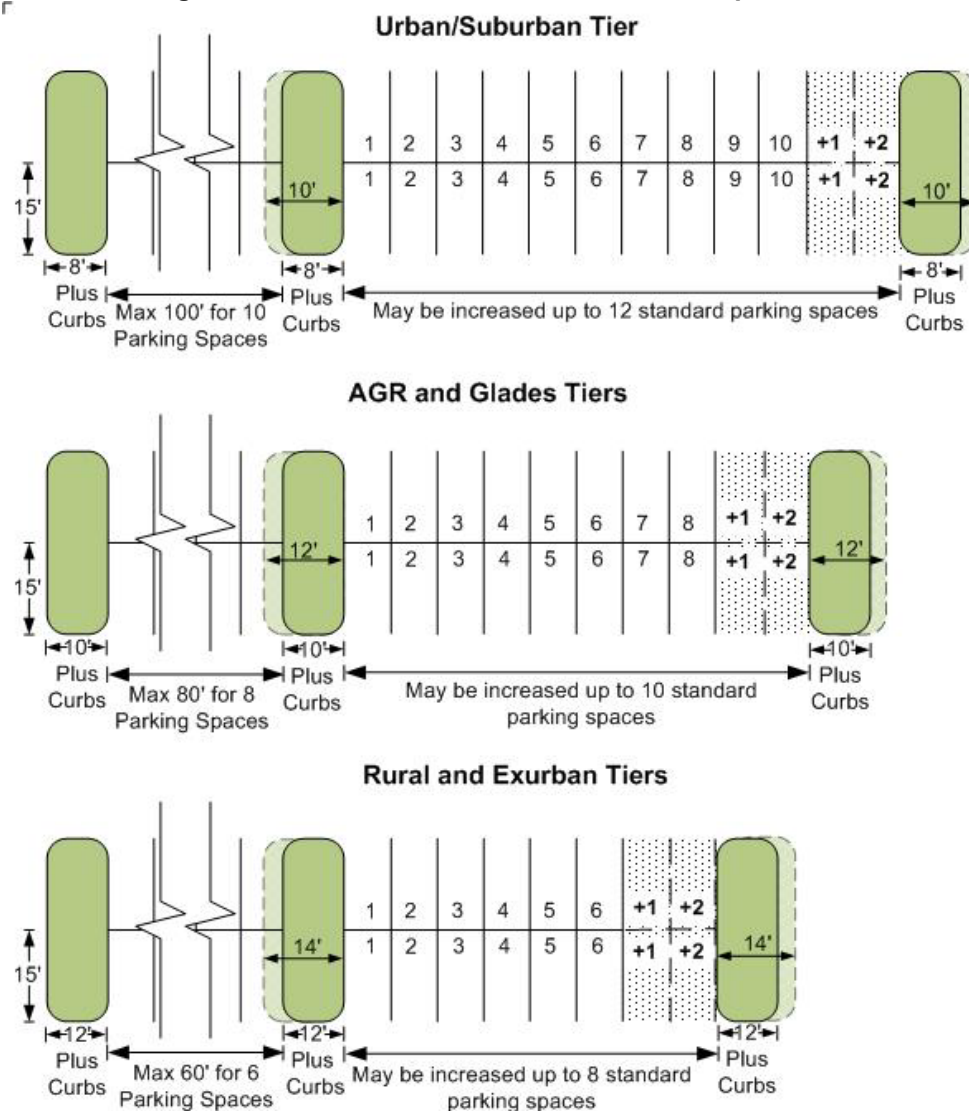 Urban/Suburban Tier
1 2 3 4 5 6 7 8 9 10 +1 +2
1 2 3 4 5 6 7 8 9 10 +1 +2
15'
10'
10'
8'
8'
8'
Plus
Curbs
Max 100' for 10
Parking Spaces
Plus
Curbs
May be increased up to 12 standard parking spaces
Plus
Curbs
AGR and Glades Tiers
1 2 3 4 5 6 7 8 +1 +2
1 2 3 4 5 6 7 8 +1 +2
15'
12'
12'
10'
10'
10'
Plus
Curbs
Max 80' for 8
Parking Spaces
Plus
Curbs
May be increased up to 10 standard
parking spaces
Plus
Curbs
Rural and Exurban Tiers
1 2 3 4 5 6 +1 +2
1 2 3 4 5 6 +1 +2
15'
14'
14'
12'
12'
12'
Plus
Curbs
Max 60' for 6
Parking Spaces
Plus
Curbs
May be increased up to 8 standard
parking spaces
Plus
Curbs